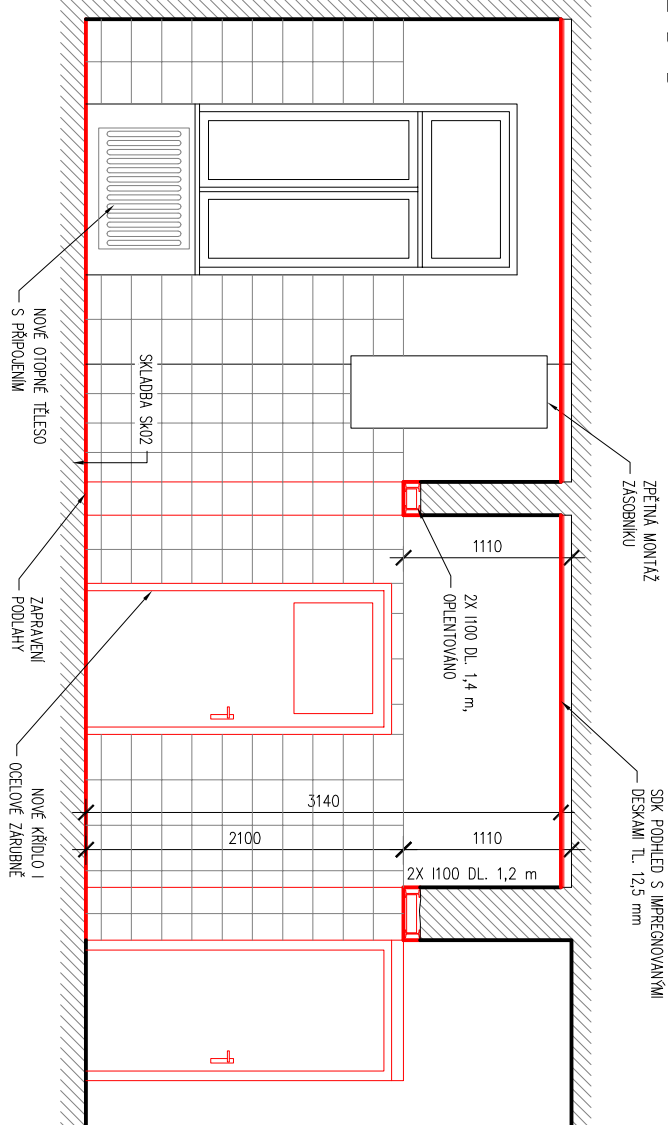 ZPĚTNÁ MONTÁŽ
ZÁSOBNÍKU
SDK PODHLED S IMPREGNOVANÝMI
DESKAMI TL. 12,5 mm
1110
2X I100 DL. 1,4 m,
OPLENTOVÁNO
3140
2100
1110
2X I100 DL. 1,2 m
SKLADBA Sk02
NOVÉ OTOPNÉ TĚLESO
S PŘIPOJENÍM
ZAPRAVENÍ
PODLAHY
NOVÉ KŘÍDLO I
OCELOVÉ ZÁRUBNĚ